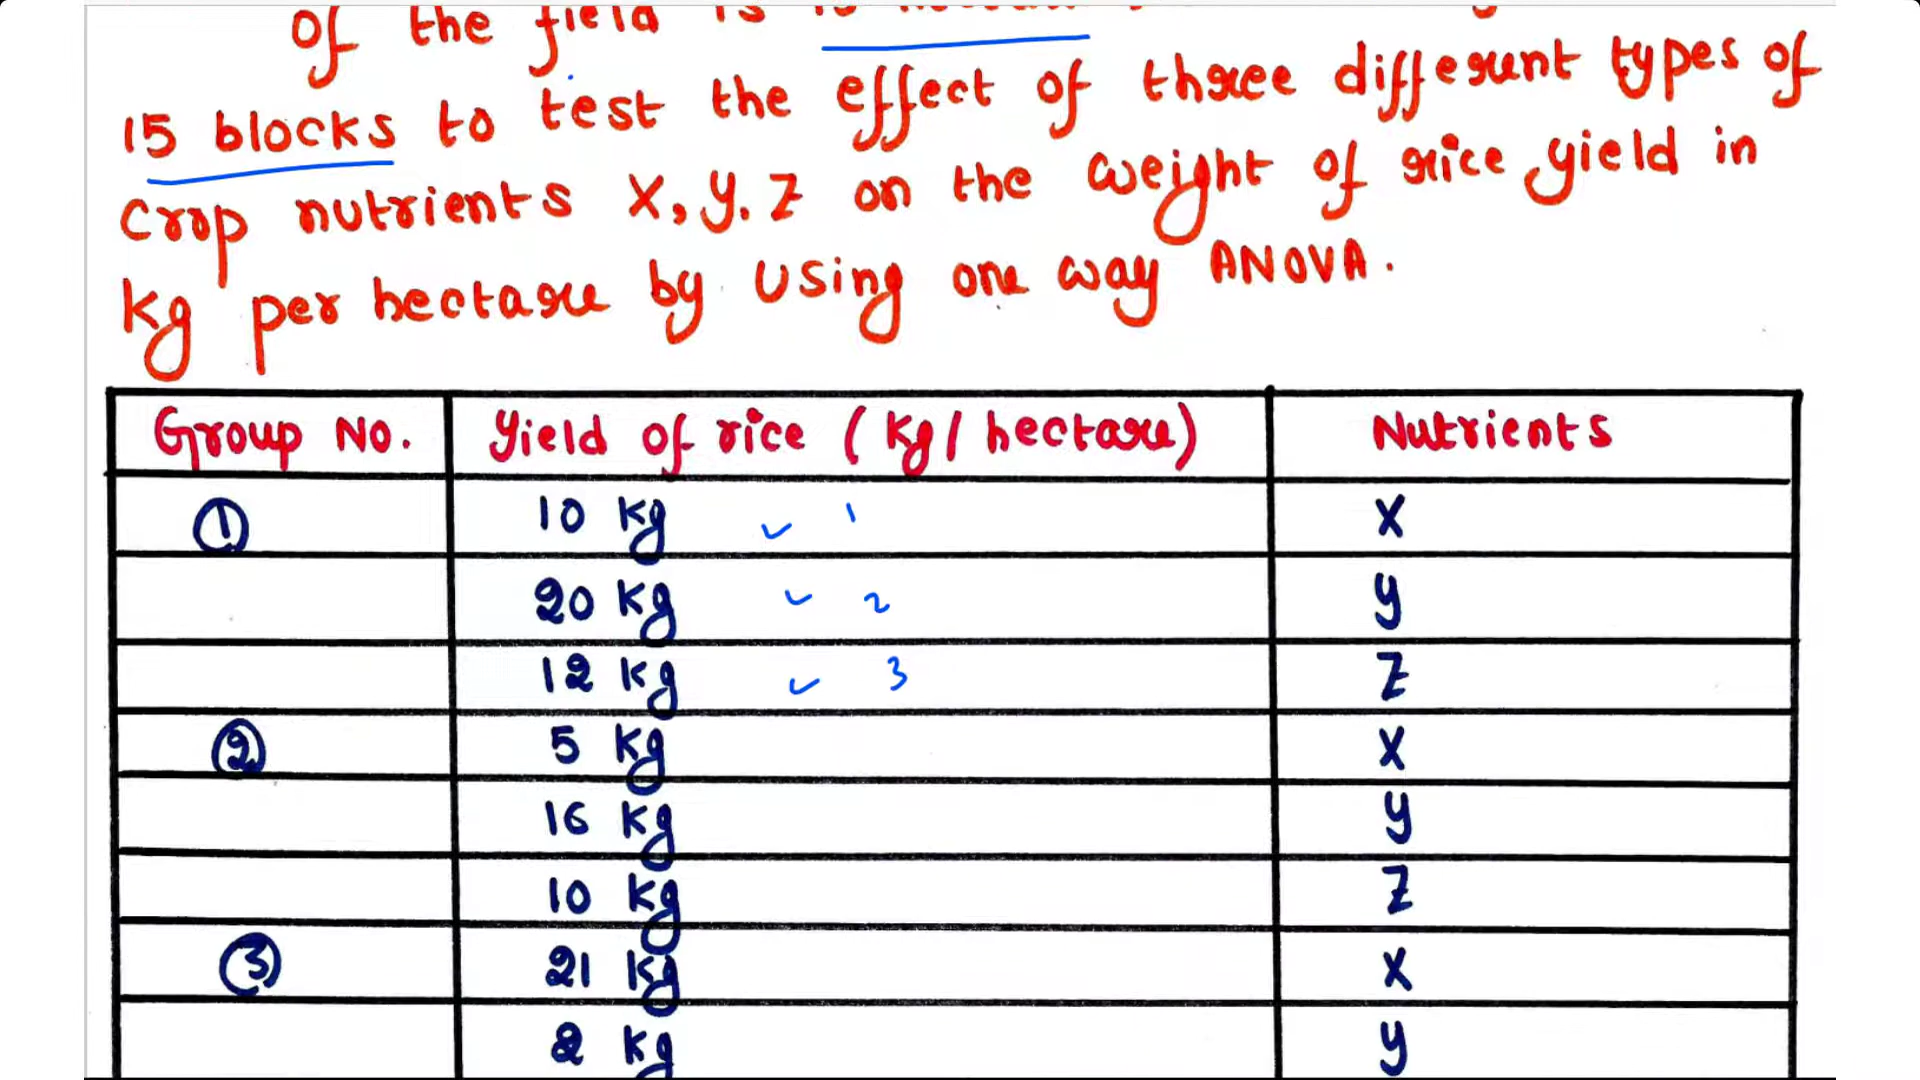 of the field is 15
15 blocks to test the effect of three different types of
crop nutrients X, Y, Z on the weight of rice yield in
kg per hectare by using one way ANOVA.
Group No. Yield of rice (kg/hectare) Nutrients
① 10 kg ✓ 1 X
20 kg ✓ 2 Y
12 kg ✓ 3 Z
② 5 kg X
16 kg Y
10 kg Z
③ 21 kg X
2 kg Y